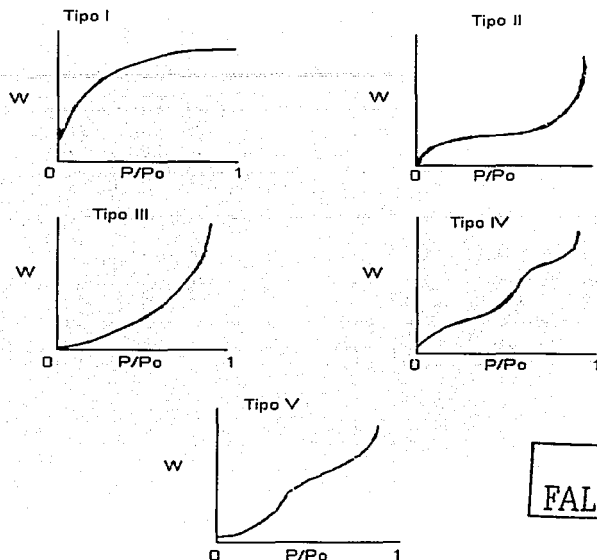 Tipo I
W
0 P/Po 1
Tipo II
W
0 P/Po 1
Tipo III
W
0 P/Po 1
Tipo IV
W
0 P/Po 1
Tipo V
W
0 P/Po 1
FAL